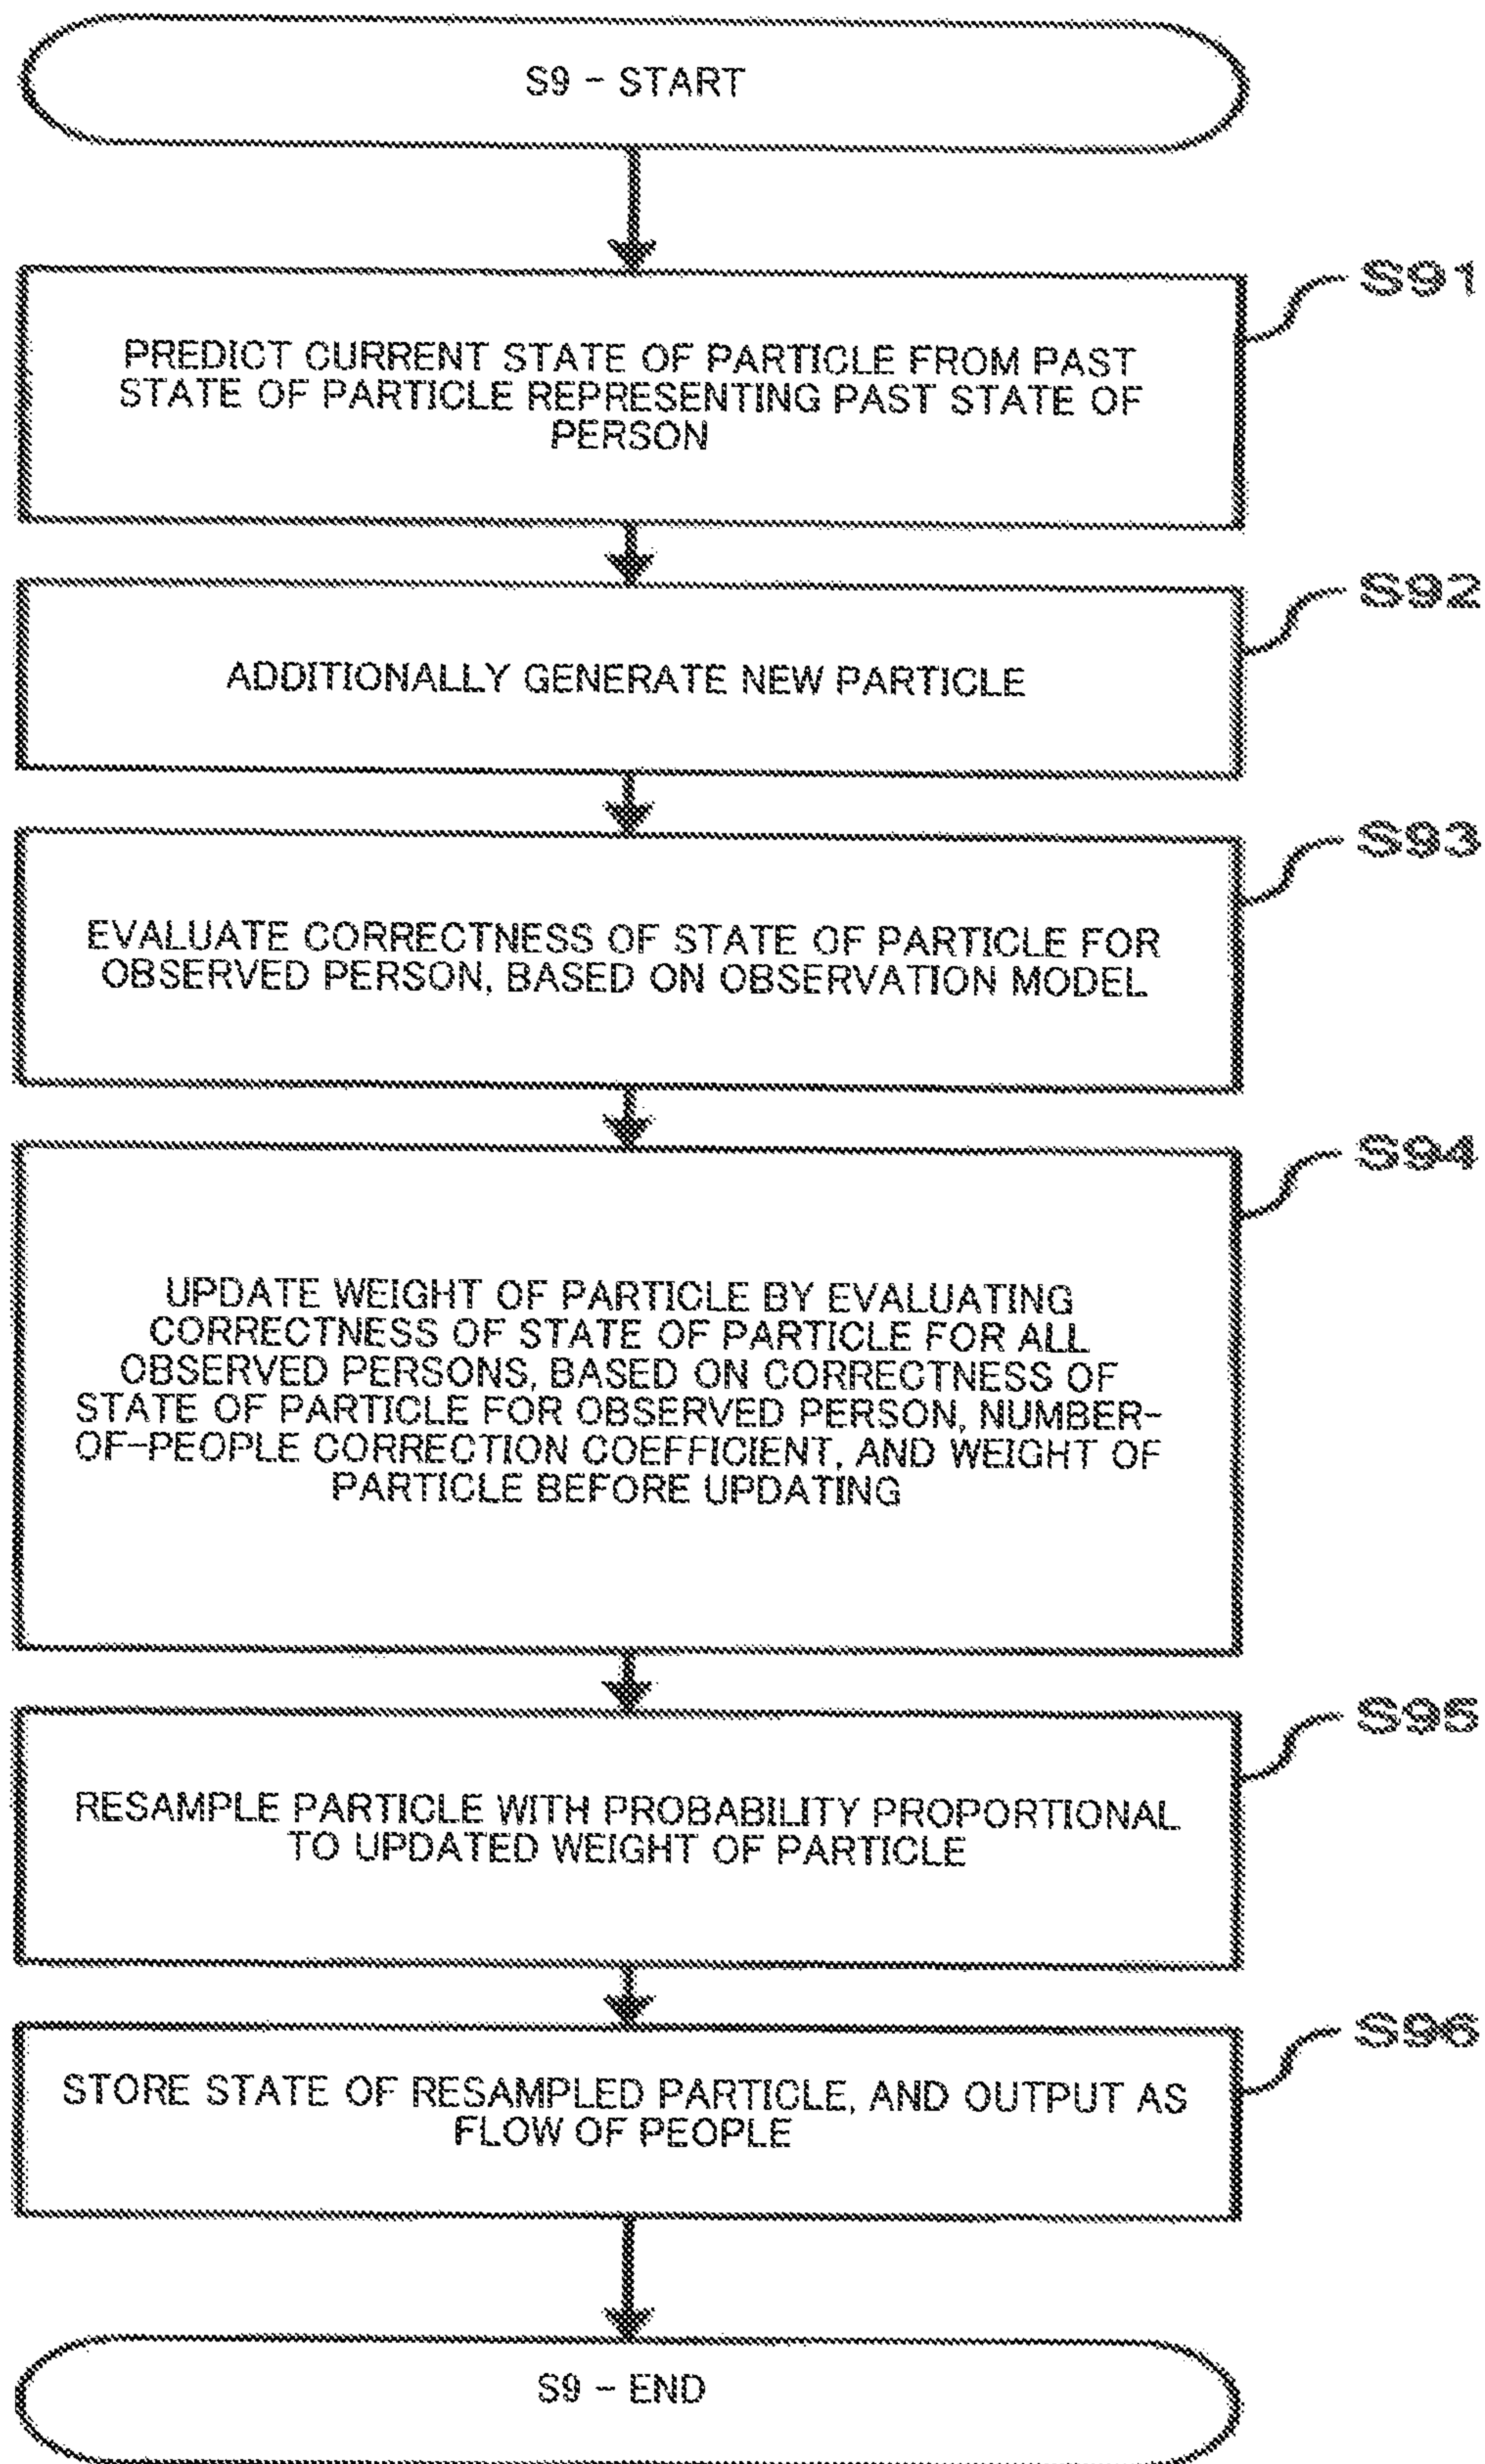 S9 - START
S91
PREDICT CURRENT STATE OF PARTICLE FROM PAST
STATE OF PARTICLE REPRESENTING PAST STATE OF
PERSON
S92
ADDITIONALLY GENERATE NEW PARTICLE
S93
EVALUATE CORRECTNESS OF STATE OF PARTICLE FOR
OBSERVED PERSON, BASED ON OBSERVATION MODEL
S94
UPDATE WEIGHT OF PARTICLE BY EVALUATING
CORRECTNESS OF STATE OF PARTICLE FOR ALL
OBSERVED PERSONS, BASED ON CORRECTNESS OF
STATE OF PARTICLE FOR OBSERVED PERSON, NUMBER-
OF-PEOPLE CORRECTION COEFFICIENT, AND WEIGHT OF
PARTICLE BEFORE UPDATING
S95
RESAMPLE PARTICLE WITH PROBABILITY PROPORTIONAL
TO UPDATED WEIGHT OF PARTICLE
S96
STORE STATE OF RESAMPLED PARTICLE, AND OUTPUT AS
FLOW OF PEOPLE
S9 - END